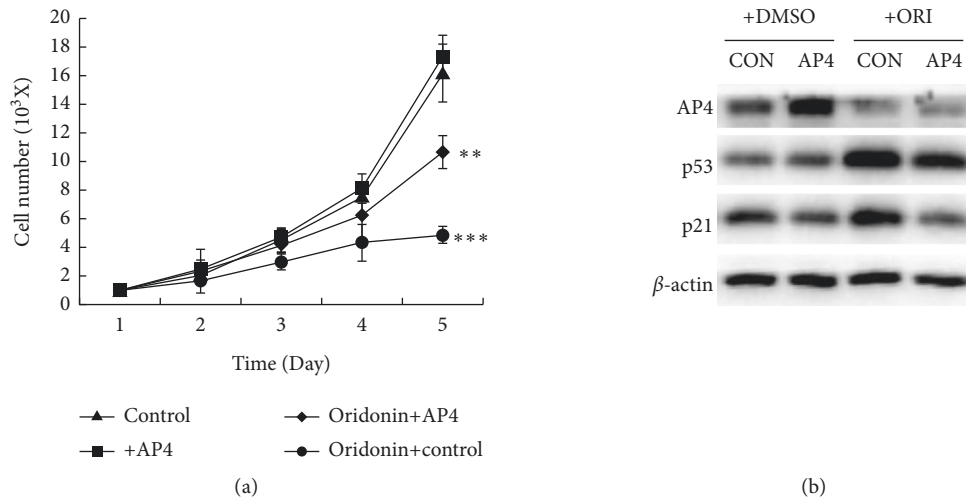 20
18
16
14
12
10
8
6
4
2
0
Cell number (10³X)
**
***
1 2 3 4 5
Time (Day)
Control
Oridonin+AP4
+AP4
Oridonin+control
(a)
+DMSO +ORI
CON AP4 CON AP4
AP4
p53
p21
β-actin
(b)